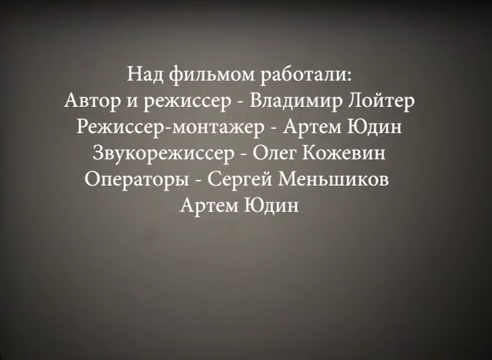 Над фильмом работали:
Автор и режиссер - Владимир Лойтер
Режиссер-монтажер - Артем Юдин
Звукорежиссер - Олег Кожевин
Операторы - Сергей Меньшиков
Артем Юдин